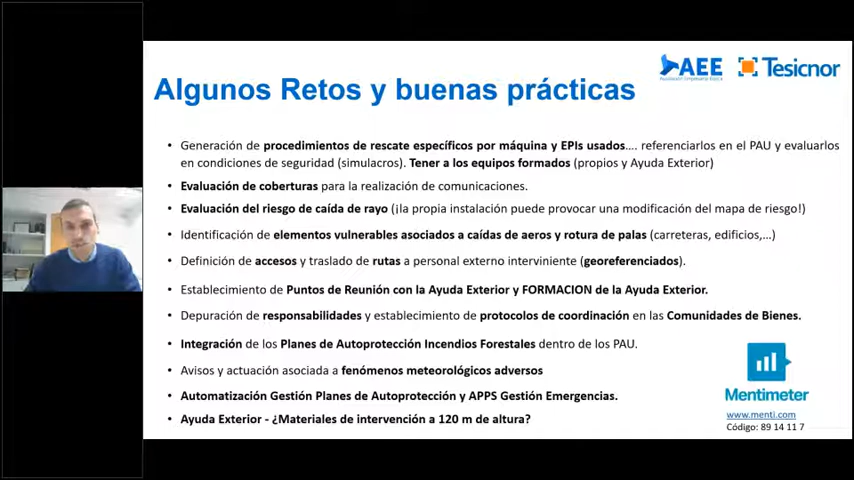 AEE
Asociación Empresarial Eólica
Tesicnor
Algunos Retos y buenas prácticas
• Generación de procedimientos de rescate específicos por máquina y EPIs usados…. referenciarlos en el PAU y evaluarlos
en condiciones de seguridad (simulacros). Tener a los equipos formados (propios y Ayuda Exterior)
• Evaluación de coberturas para la realización de comunicaciones.
• Evaluación del riesgo de caída de rayo (¡la propia instalación puede provocar una modificación del mapa de riesgo!)
• Identificación de elementos vulnerables asociados a caídas de aeros y rotura de palas (carreteras, edificios,…)
• Definición de accesos y traslado de rutas a personal externo interviniente (georeferenciados).
• Establecimiento de Puntos de Reunión con la Ayuda Exterior y FORMACION de la Ayuda Exterior.
• Depuración de responsabilidades y establecimiento de protocolos de coordinación en las Comunidades de Bienes.
• Integración de los Planes de Autoprotección Incendios Forestales dentro de los PAU.
• Avisos y actuación asociada a fenómenos meteorológicos adversos
• Automatización Gestión Planes de Autoprotección y APPS Gestión Emergencias.
• Ayuda Exterior - ¿Materiales de intervención a 120 m de altura?
Mentimeter
www.menti.com
Código: 89 14 11 7